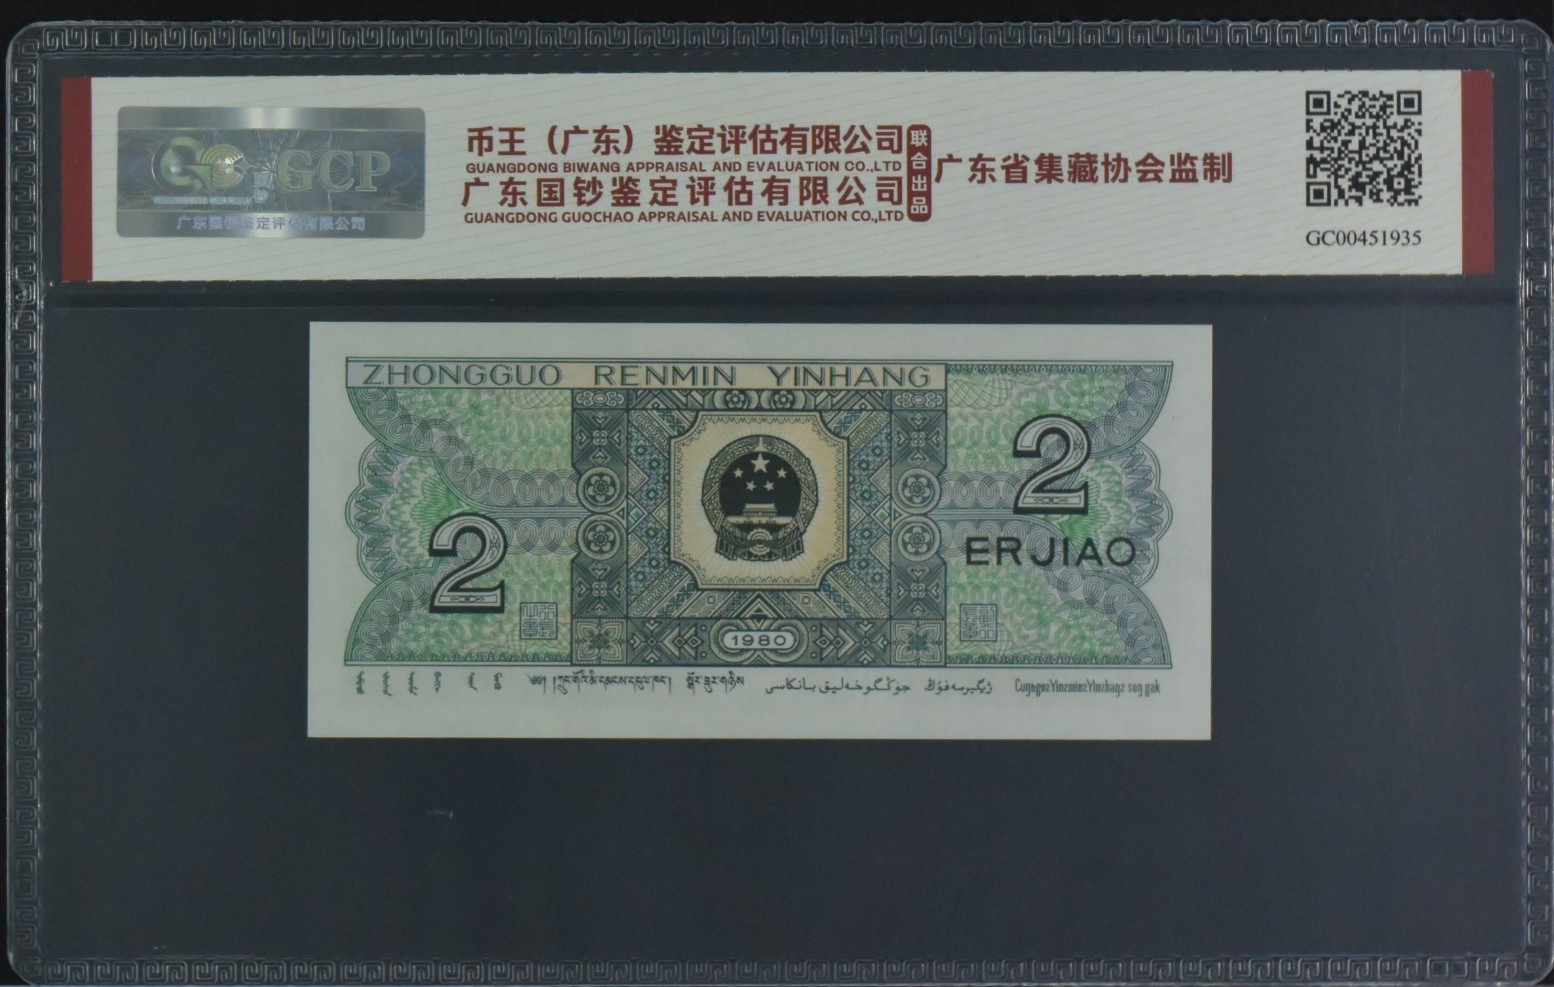 GCP
广东国钞鉴定评估有限公司
币王（广东）鉴定评估有限公司
GUANGDONG BIWANG APPRAISAL AND EVALUATION CO.,LTD
广东国钞鉴定评估有限公司
GUANGDONG GUOCHAO APPRAISAL AND EVALUATION CO.,LTD
联合出品
广东省集藏协会监制
GC00451935
ZHONGGUO RENMIN YINHANG
2
2
ERJIAO
1980